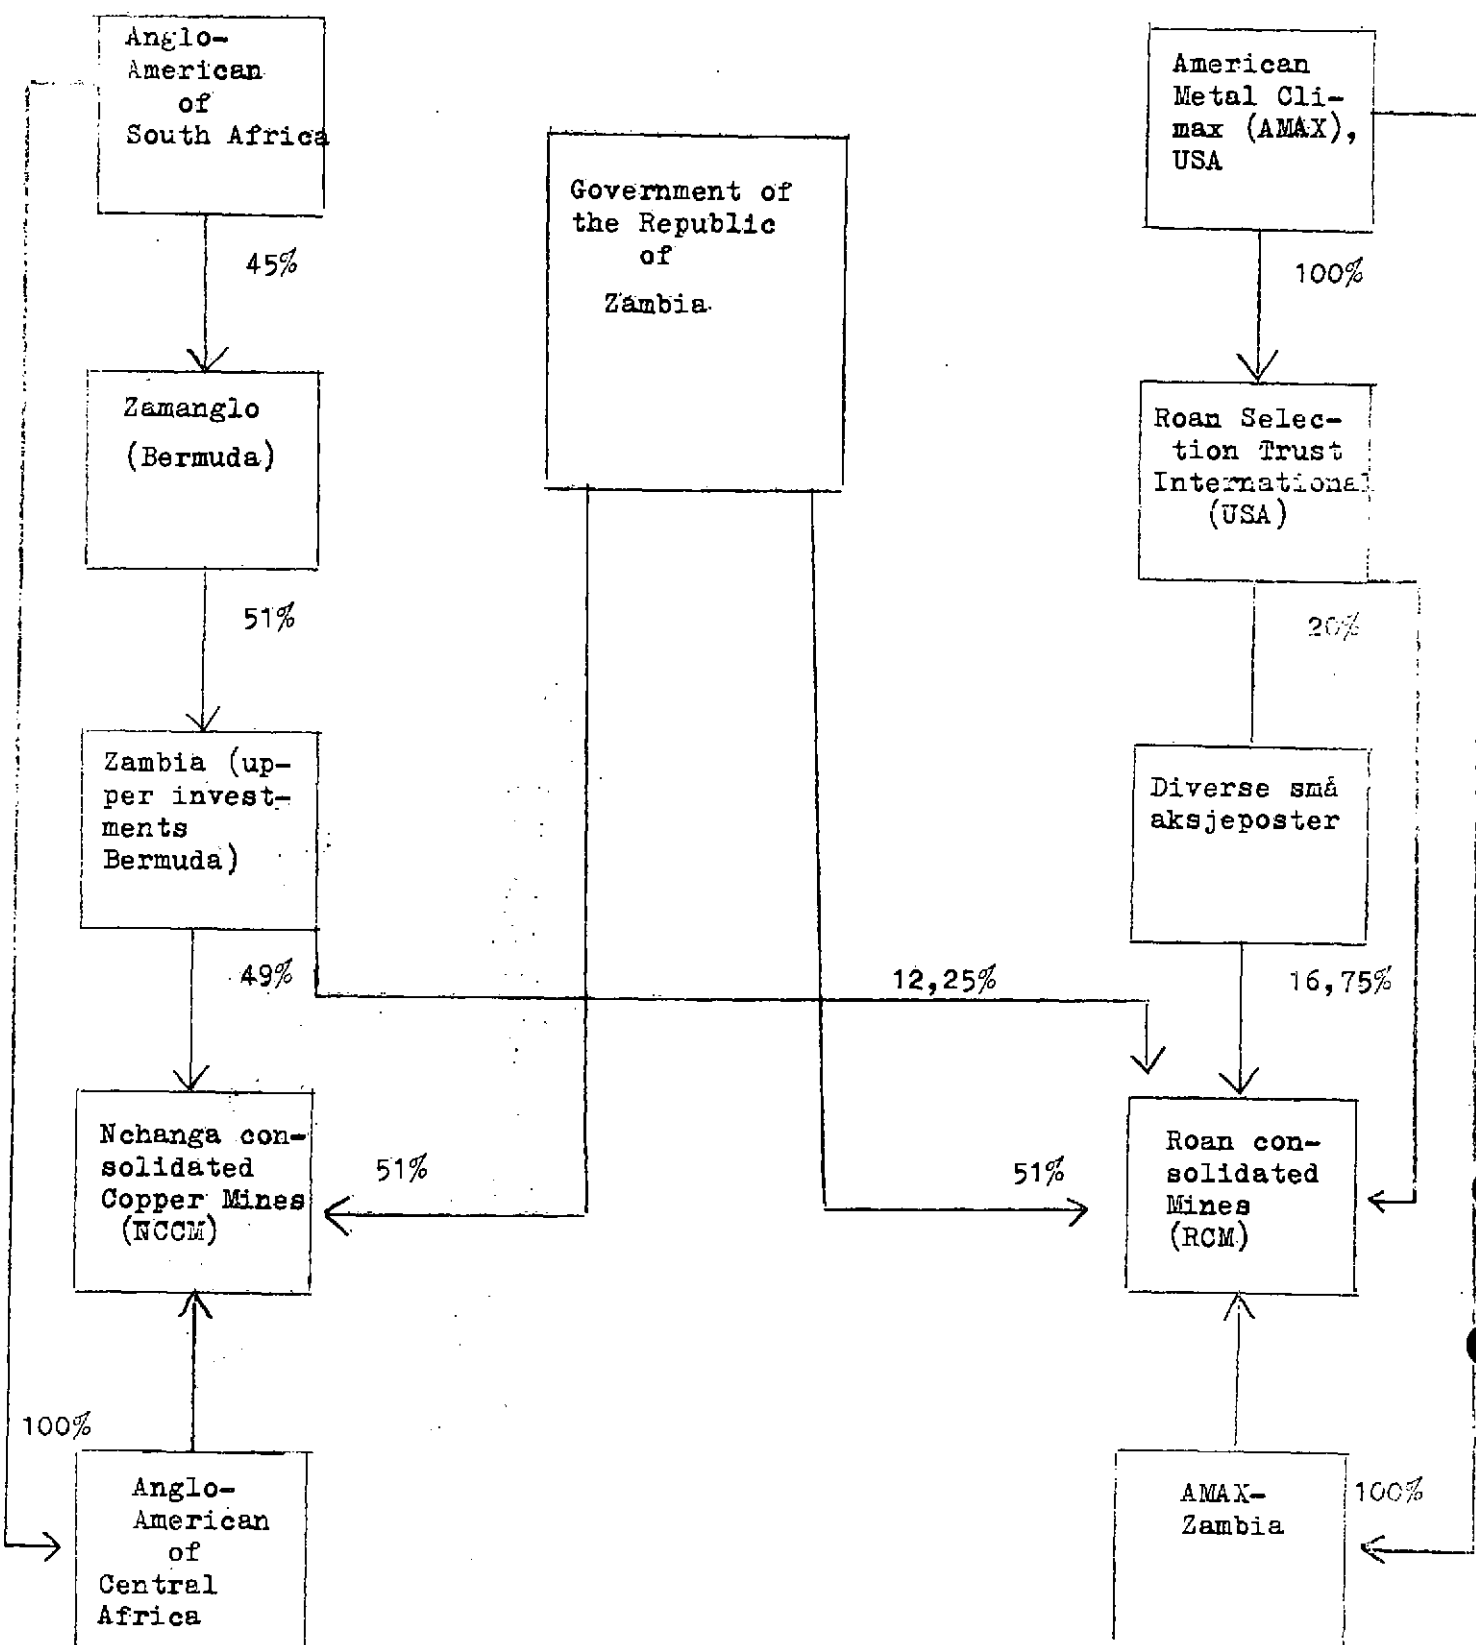 Anglo-
American
of
South Africa
American
Metal Cli-
max (AMAX),
USA
Government of
the Republic
of
Zambia
45%
100%
Zamanglo
(Bermuda)
Roan Selec-
tion Trust
International
(USA)
51%
20%
Zambia (up-
per invest-
ments
Bermuda)
Diverse små
aksjeposter
49%
12,25%
16,75%
Nchanga con-
solidated
Copper Mines
(NCCM)
51%
51%
Roan con-
solidated
Mines
(RCM)
100%
Anglo-
American
of
Central
Africa
AMAX-
Zambia
100%